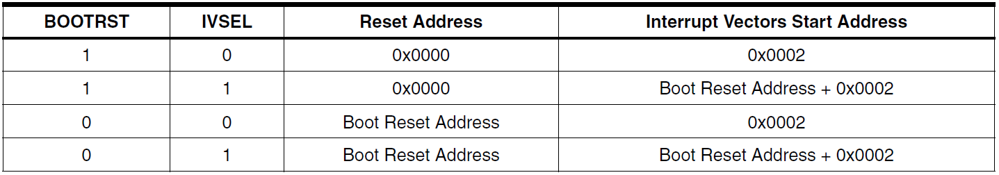 BOOTRST IVSEL Reset Address Interrupt Vectors Start Address
1 0 0x0000 0x0002
1 1 0x0000 Boot Reset Address + 0x0002
0 0 Boot Reset Address 0x0002
0 1 Boot Reset Address Boot Reset Address + 0x0002